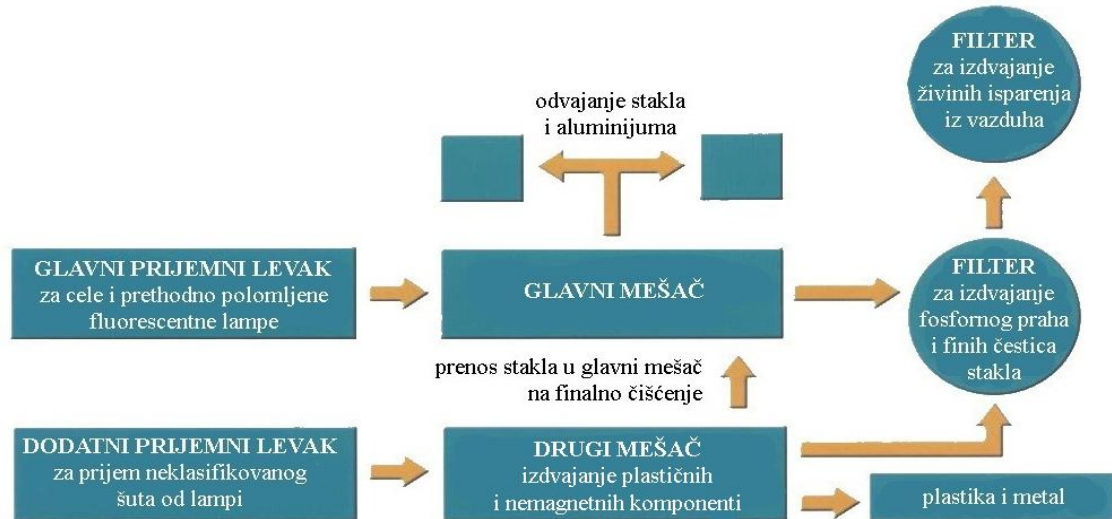 FILTER
za izdvajanje
živinih isparenja
iz vazduha
odvajanje stakla
i aluminijuma
GLAVNI PRIJEMNI LEVAK
za cele i prethodno polomljene
fluorescentne lampe
GLAVNI MEŠAČ
FILTER
za izdvajanje
fosfornog praha
i finih čestica
stakla
prenos stakla u glavni mešač
na finalno čišćenje
DODATNI PRIJEMNI LEVAK
za prijem neklasifikovanog
šuta od lampi
DRUGI MEŠAČ
izdvajanje plastičnih
i nemagnetnih komponenti
plastika i metal